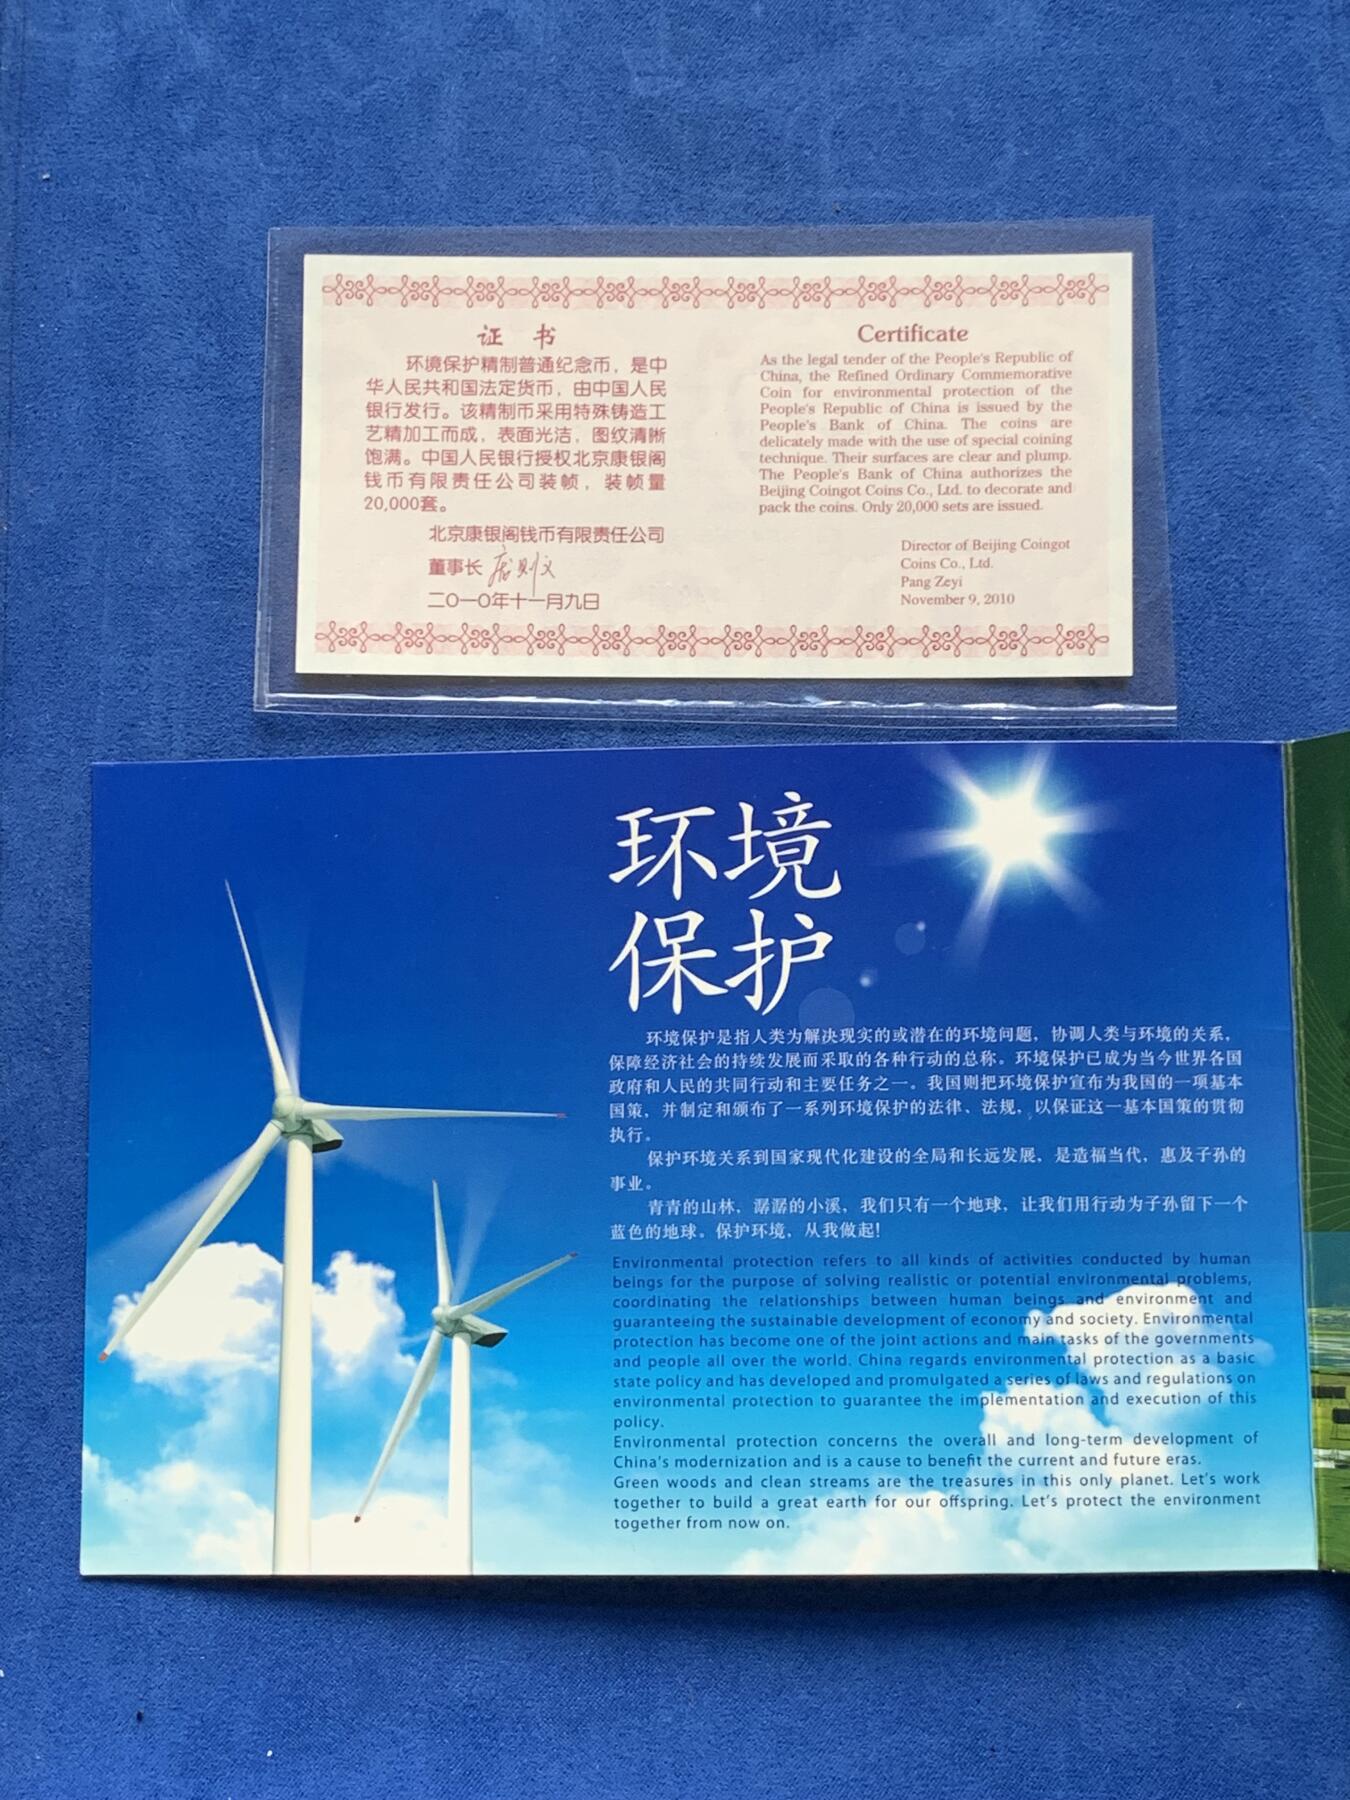 证 书
环境保护精制普通纪念币，是中
华人民共和国法定货币，由中国人民
银行发行。该精制币采用特殊铸造工
艺精加工而成，表面光洁，图纹清晰
饱满。中国人民银行授权北京康银阁
钱币有限责任公司装帧，装帧量
20,000套。
北京康银阁钱币有限责任公司
董事长
二〇一〇年十一月九日
Certificate
As the legal tender of the People's Republic of
China, the Refined Ordinary Commemorative
Coin for environmental protection of the
People's Republic of China is issued by the
People's Bank of China. The coins are
delicately made with the use of special coining
technique. Their surfaces are clear and plump.
The People's Bank of China authorizes the
Beijing Coingot Coins Co., Ltd. to decorate and
pack the coins. Only 20,000 sets are issued.
Director of Beijing Coingot
Coins Co., Ltd.
Pang Zeyi
November 9, 2010
环境
保护
环境保护是指人类为解决现实的或潜在的环境问题，协调人类与环境的关系，
保障经济社会的持续发展而采取的各种行动的总称。环境保护已成为当今世界各国
政府和人民的共同行动和主要任务之一。我国则把环境保护宣布为我国的一项基本
国策，并制定和颁布了一系列环境保护的法律、法规，以保证这一基本国策的贯彻
执行。
保护环境关系到国家现代化建设的全局和长远发展，是造福当代，惠及子孙的
事业。
青青的山林，潺潺的小溪，我们只有一个地球，让我们用行动为子孙留下一个
蓝色的地球。保护环境，从我做起！
Environmental protection refers to all kinds of activities conducted by human
beings for the purpose of solving realistic or potential environmental problems,
coordinating the relationships between human beings and environment and
guaranteeing the sustainable development of economy and society. Environmental
protection has become one of the joint actions and main tasks of the governments
and people all over the world. China regards environmental protection as a basic
state policy and has developed and promulgated a series of laws and regulations on
environmental protection to guarantee the implementation and execution of this
policy.
Environmental protection concerns the overall and long-term development of
China's modernization and is a cause to benefit the current and future eras.
Green woods and clean streams are the treasures in this only planet. Let's work
together to build a great earth for our offspring. Let's protect the environment
together from now on.